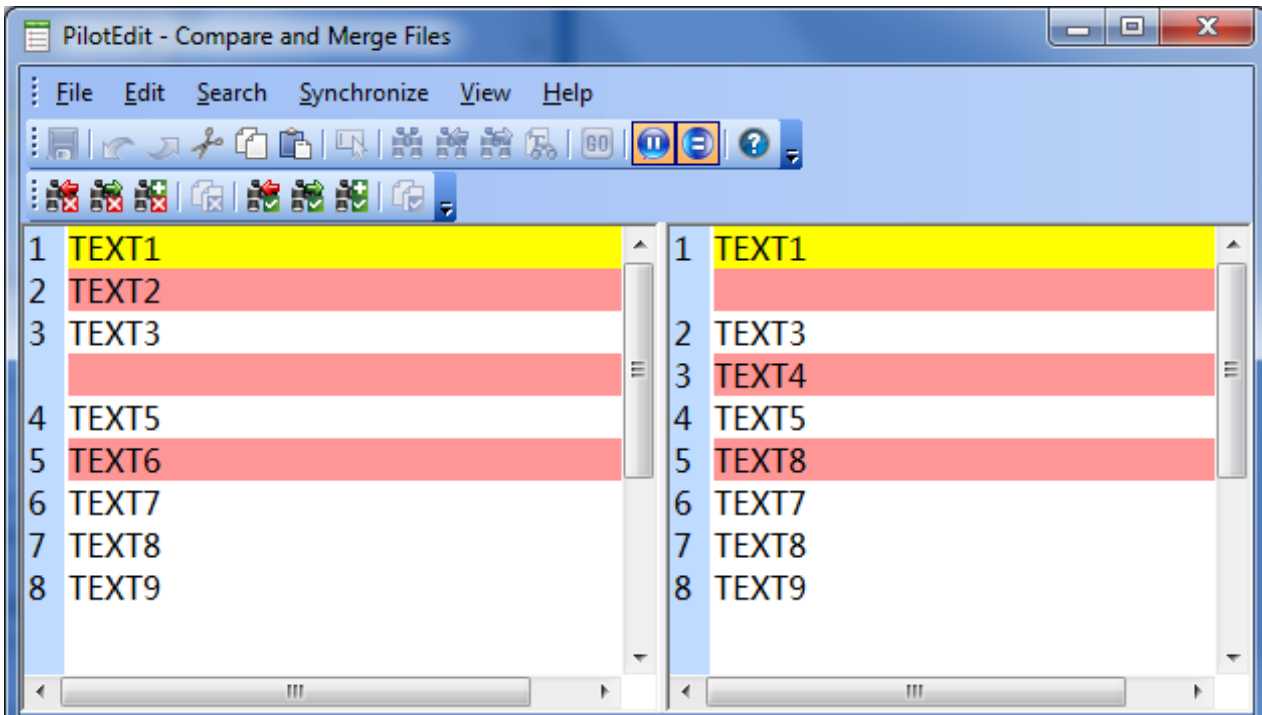 PilotEdit - Compare and Merge Files
File Edit Search Synchronize View Help
GO
1 TEXT1
2 TEXT2
3 TEXT3
4 TEXT5
5 TEXT6
6 TEXT7
7 TEXT8
8 TEXT9
1 TEXT1
2 TEXT3
3 TEXT4
4 TEXT5
5 TEXT8
6 TEXT7
7 TEXT8
8 TEXT9